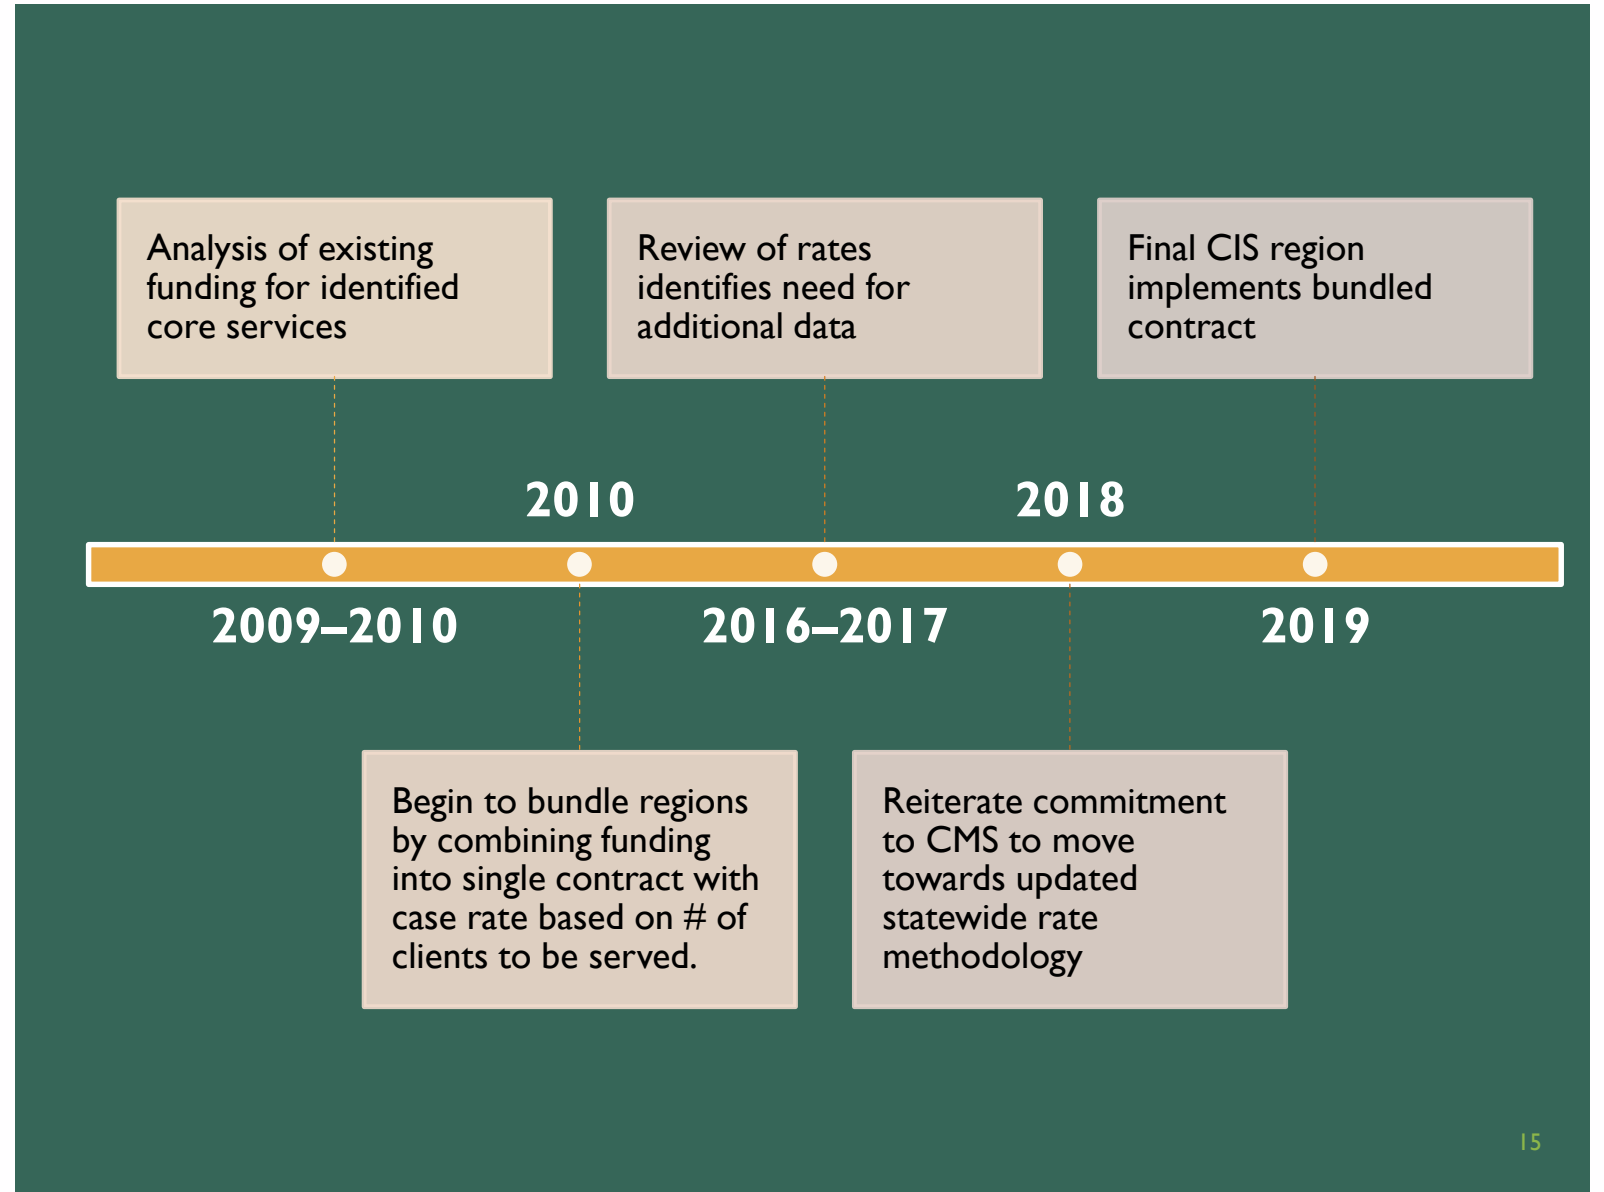 Analysis of existing
funding for identified
core services
Review of rates
identifies need for
additional data
Final CIS region
implements bundled
contract
2010
2018
2009–2010
2016–2017
2019
Begin to bundle regions
by combining funding
into single contract with
case rate based on # of
clients to be served.
Reiterate commitment
to CMS to move
towards updated
statewide rate
methodology
15